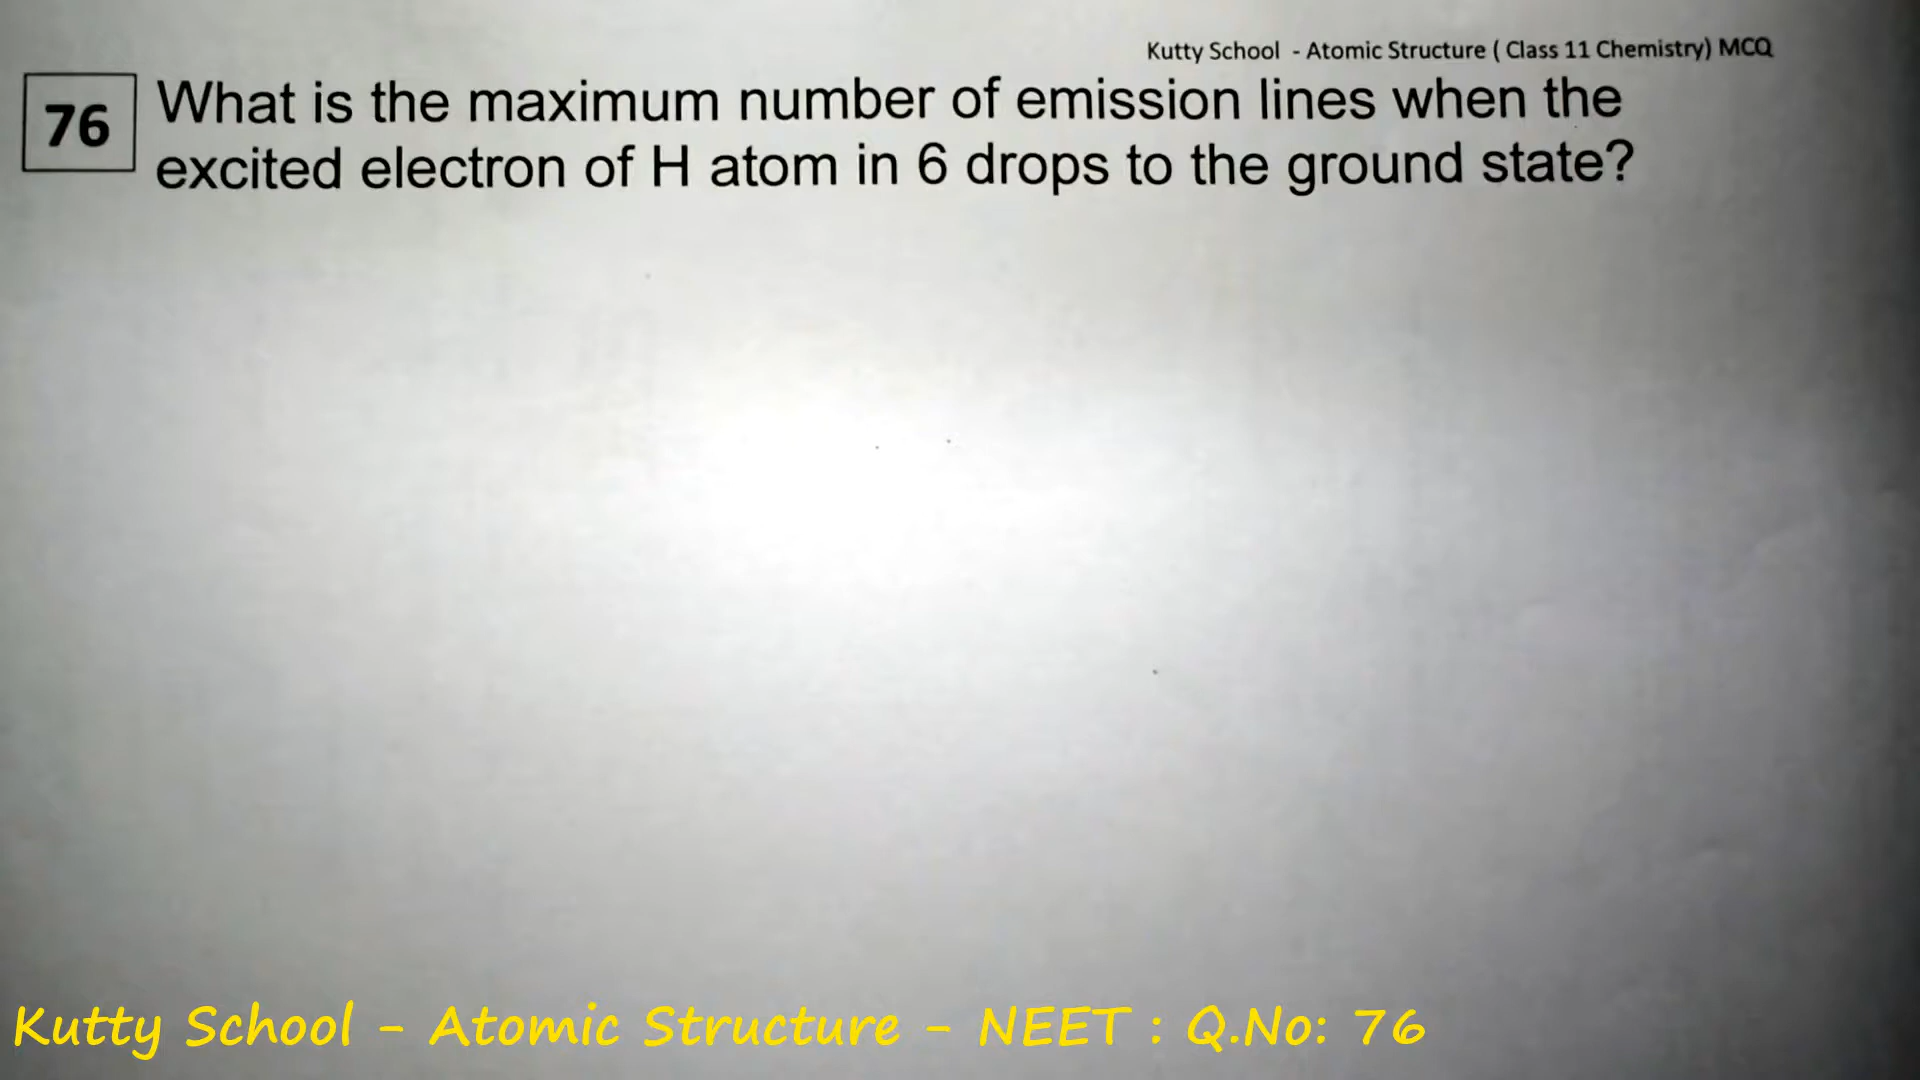 Kutty School - Atomic Structure ( Class 11 Chemistry) MCQ
76
What is the maximum number of emission lines when the
excited electron of H atom in 6 drops to the ground state?
Kutty School - Atomic Structure - NEET : Q.No: 76